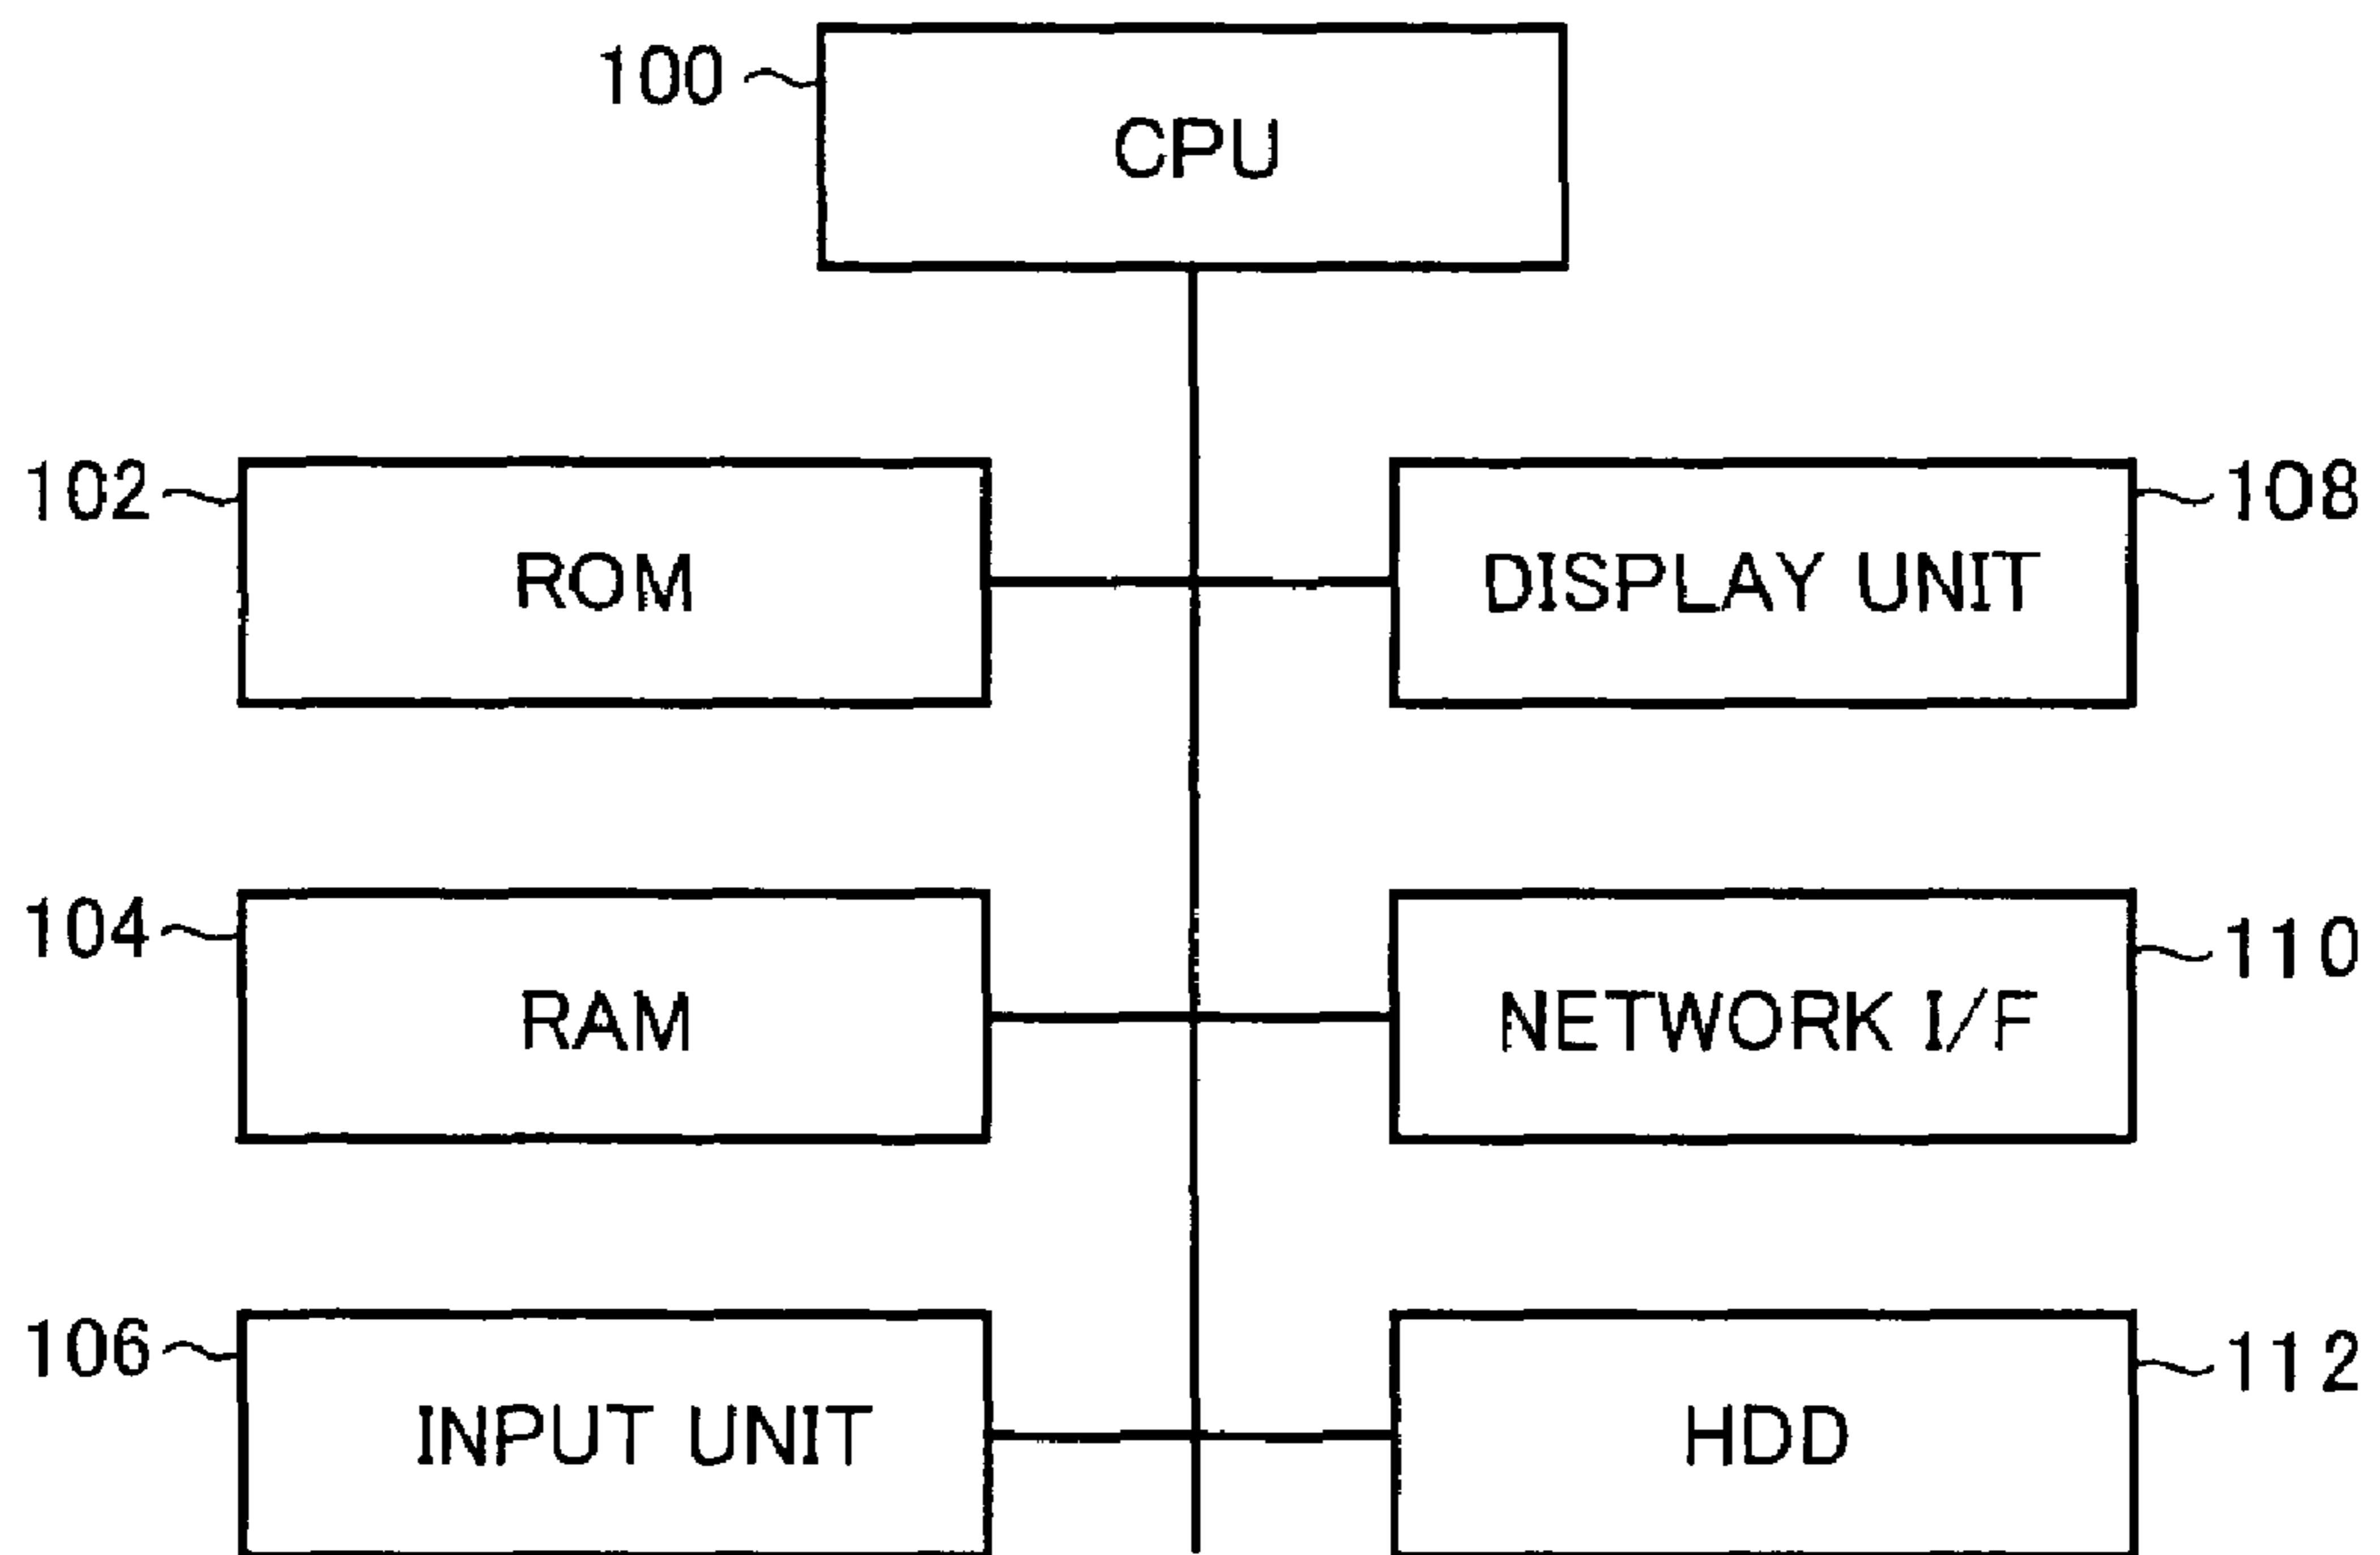 100
CPU
102
ROM
108
DISPLAY UNIT
104
RAM
110
NETWORK I/F
106
INPUT UNIT
112
HDD